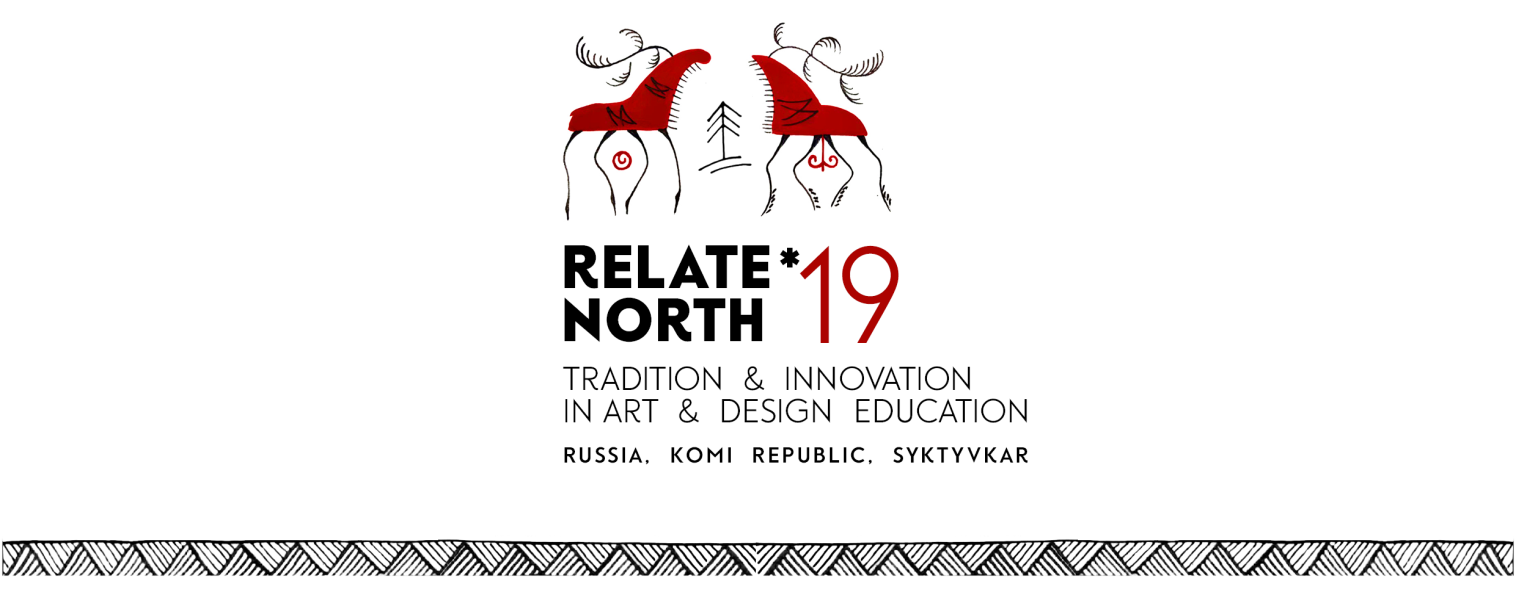 RELATE *19
NORTH
TRADITION & INNOVATION
IN ART & DESIGN EDUCATION
RUSSIA, KOMI REPUBLIC, SYKTYVKAR